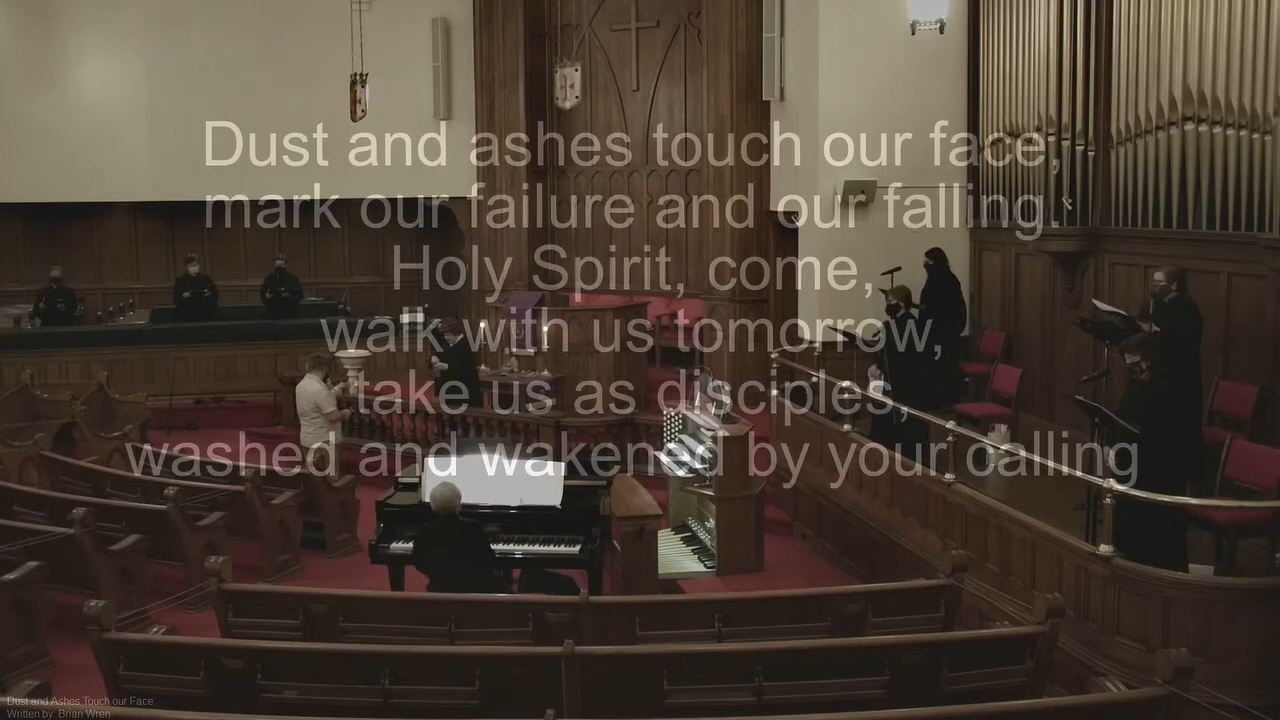 Dust and ashes touch our face,
mark our failure and our falling.
Holy Spirit, come,
walk with us tomorrow,
take us as disciples,
washed and wakened by your calling
Dust and Ashes Touch our Face
Written by: Brian Wren